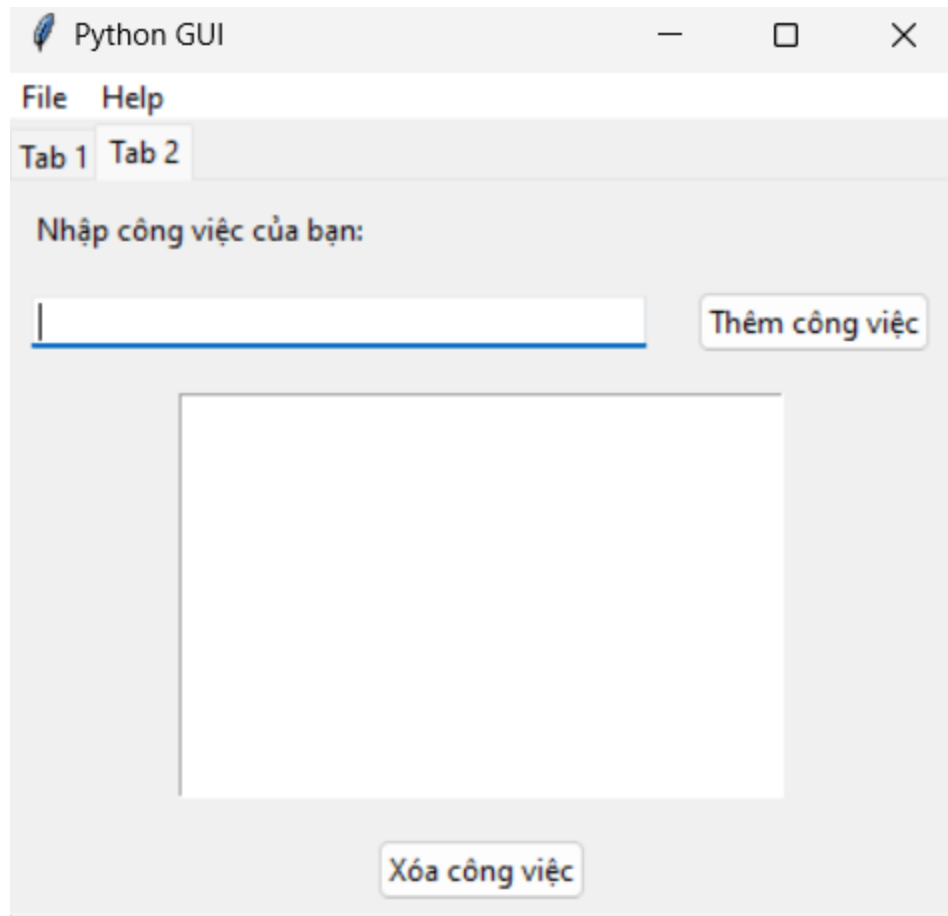 Python GUI
File Help
Tab 1 Tab 2
Nhập công việc của bạn:
Thêm công việc
Xóa công việc